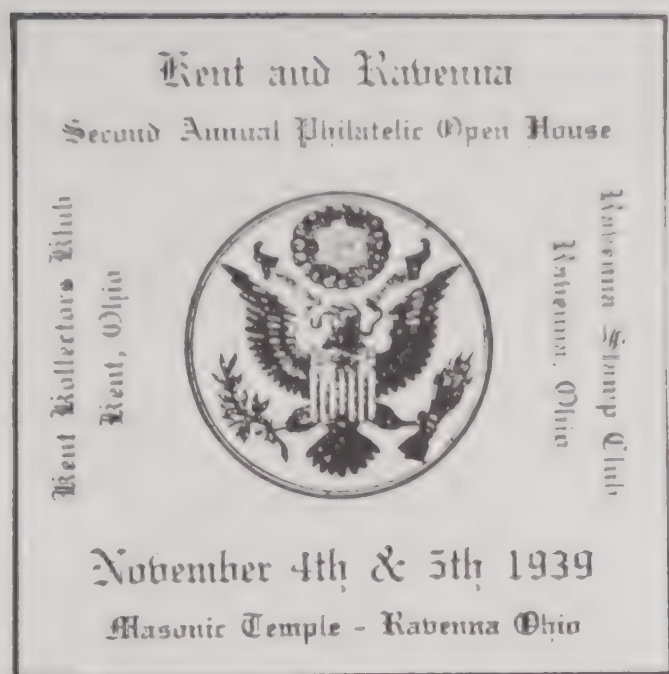 Kent and Ravenna
Second Annual Philatelic Open House
Kent Kollectors Klub
Kent, Ohio
Ravenna Stamp Club
Ravenna, Ohio
November 4th & 5th 1939
Masonic Temple - Ravenna Ohio